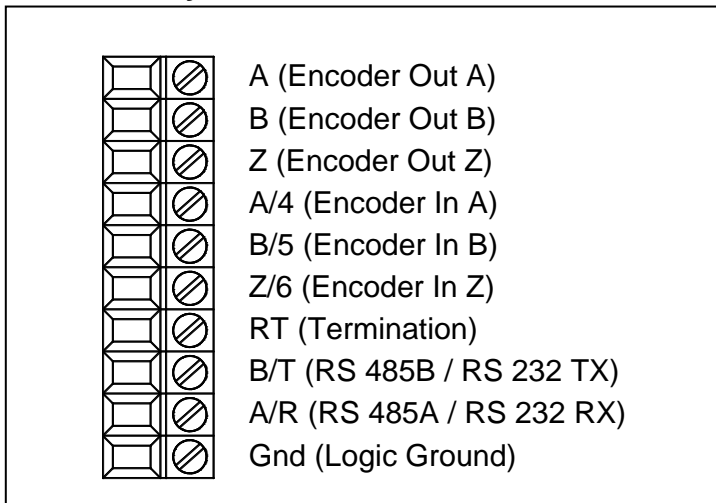 A (Encoder Out A)
B (Encoder Out B)
Z (Encoder Out Z)
A/4 (Encoder In A)
B/5 (Encoder In B)
Z/6 (Encoder In Z)
RT (Termination)
B/T (RS 485B / RS 232 TX)
A/R (RS 485A / RS 232 RX)
Gnd (Logic Ground)